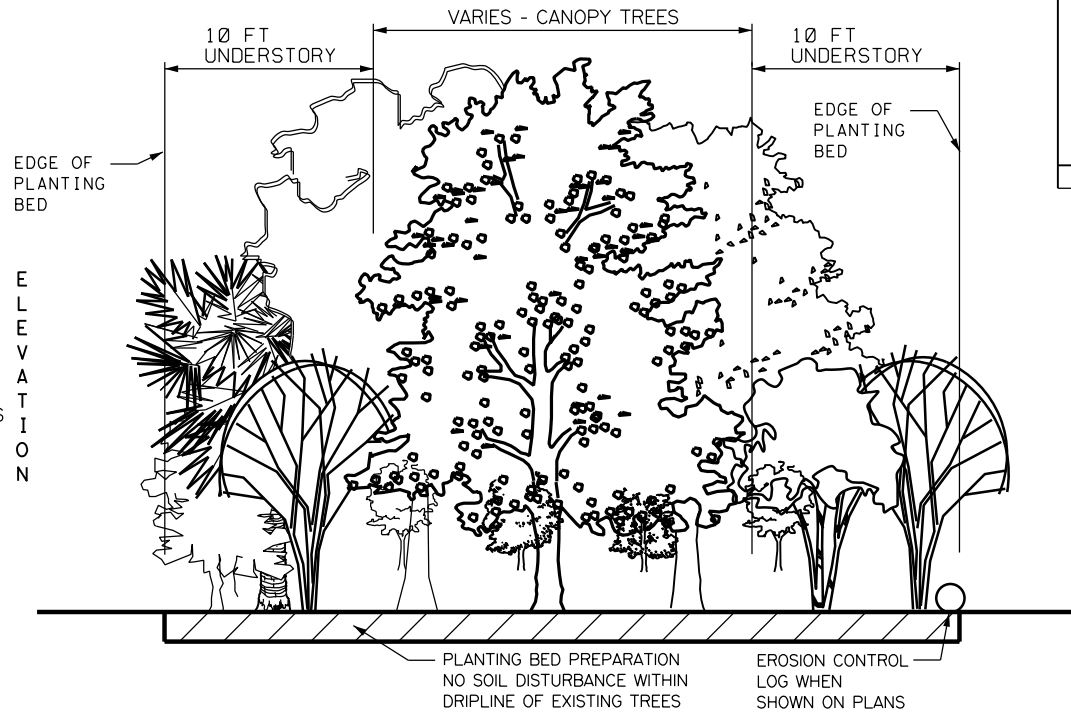 VARIES - CANOPY TREES
10 FT
UNDERSTORY
10 FT
UNDERSTORY
EDGE OF
PLANTING
BED
EDGE OF
PLANTING
BED
ELEVATION
S
PLANTING BED PREPARATION
NO SOIL DISTURBANCE WITHIN
DRIPLINE OF EXISTING TREES
EROSION CONTROL
LOG WHEN
SHOWN ON PLANS